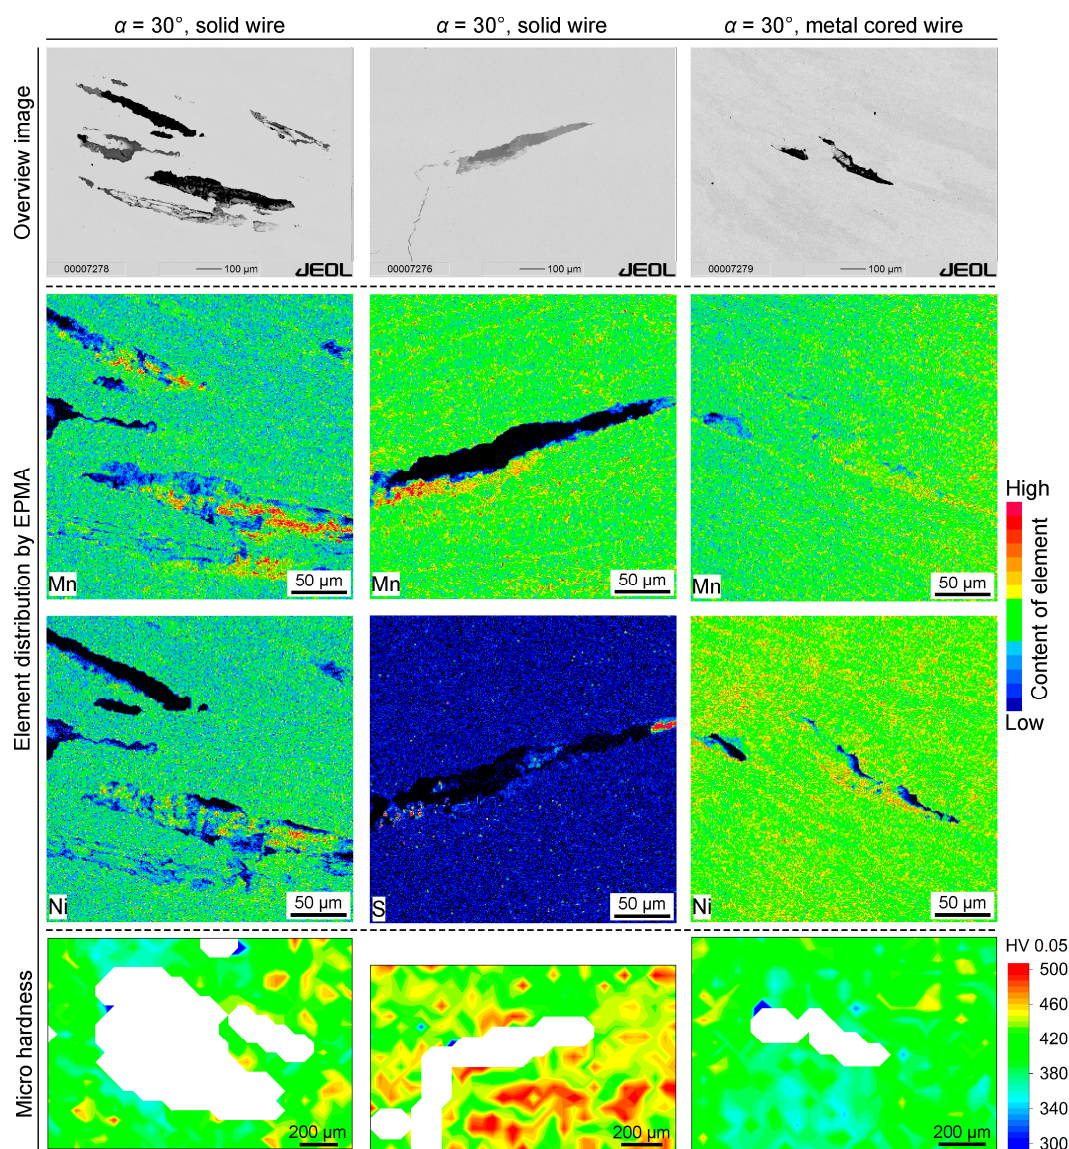 α = 30°, solid wire
α = 30°, solid wire
α = 30°, metal cored wire
Overview image
00007278 100 µm JEOL
00007276 100 µm JEOL
00007279 100 µm JEOL
Element distribution by EPMA
Mn 50 µm
Mn 50 µm
Mn 50 µm
High
Content of element
Low
Ni 50 µm
S 50 µm
Ni 50 µm
Micro hardness
200 µm
200 µm
200 µm
HV 0.05
500
460
420
380
340
300